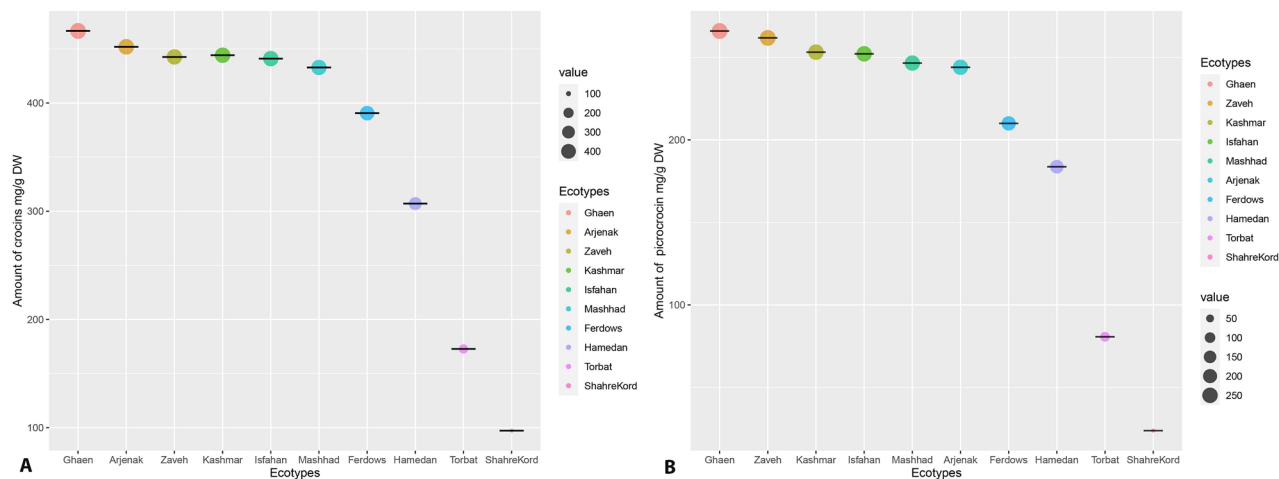 Amount of crocins mg/g DW
400
300
200
100
Ghaen Arjenak Zaveh Kashmar Isfahan Mashhad Ferdows Hamedan Torbat ShahreKord
Ecotypes
A
value
100
200
300
400
Ecotypes
Ghaen
Arjenak
Zaveh
Kashmar
Isfahan
Mashhad
Ferdows
Hamedan
Torbat
ShahreKord
Amount of picrocrocin mg/g DW
200
100
Ghaen Zaveh Kashmar Isfahan Mashhad Arjenak Ferdows Hamedan Torbat ShahreKord
Ecotypes
B
Ecotypes
Ghaen
Zaveh
Kashmar
Isfahan
Mashhad
Arjenak
Ferdows
Hamedan
Torbat
ShahreKord
value
50
100
150
200
250